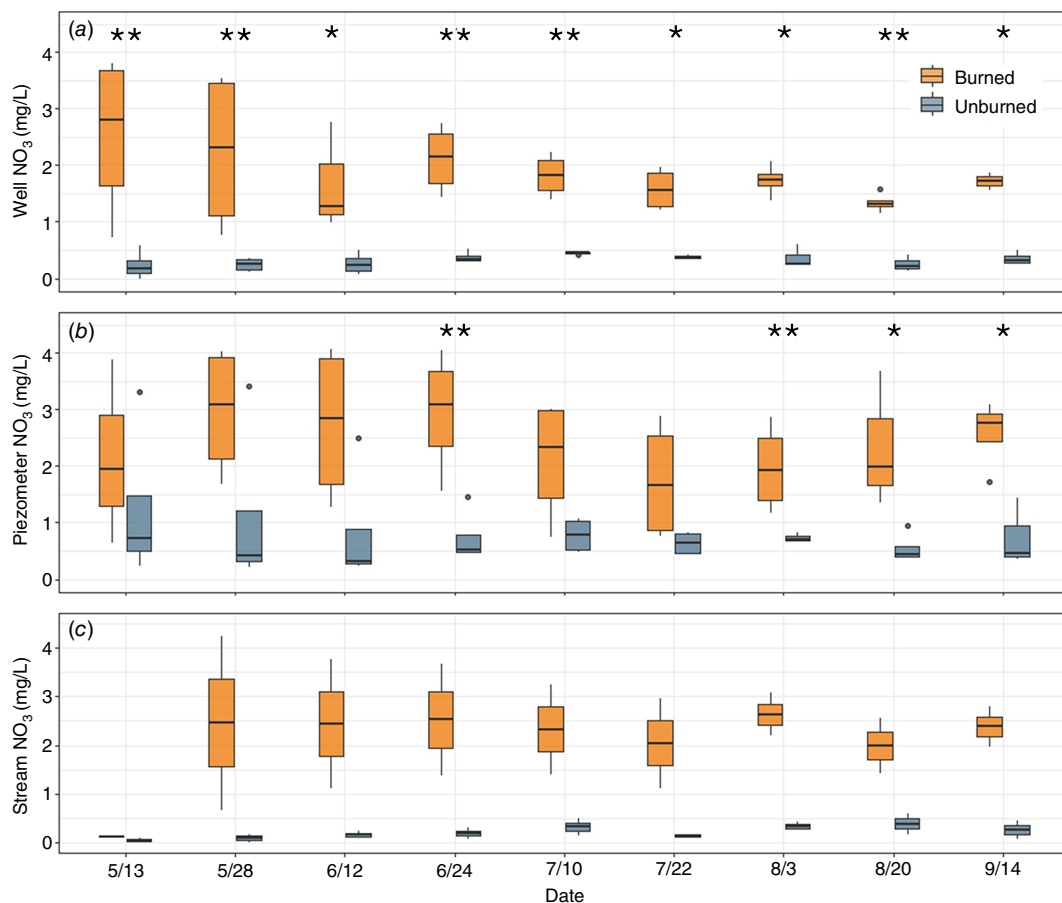 (a)
** ** * ** ** * * ** *
Burned
Unburned
Well NO3 (mg/L)
4
3
2
1
0
(b)
** ** * *
Piezometer NO3 (mg/L)
4
3
2
1
0
(c)
Stream NO3 (mg/L)
4
3
2
1
0
5/13 5/28 6/12 6/24 7/10 7/22 8/3 8/20 9/14
Date